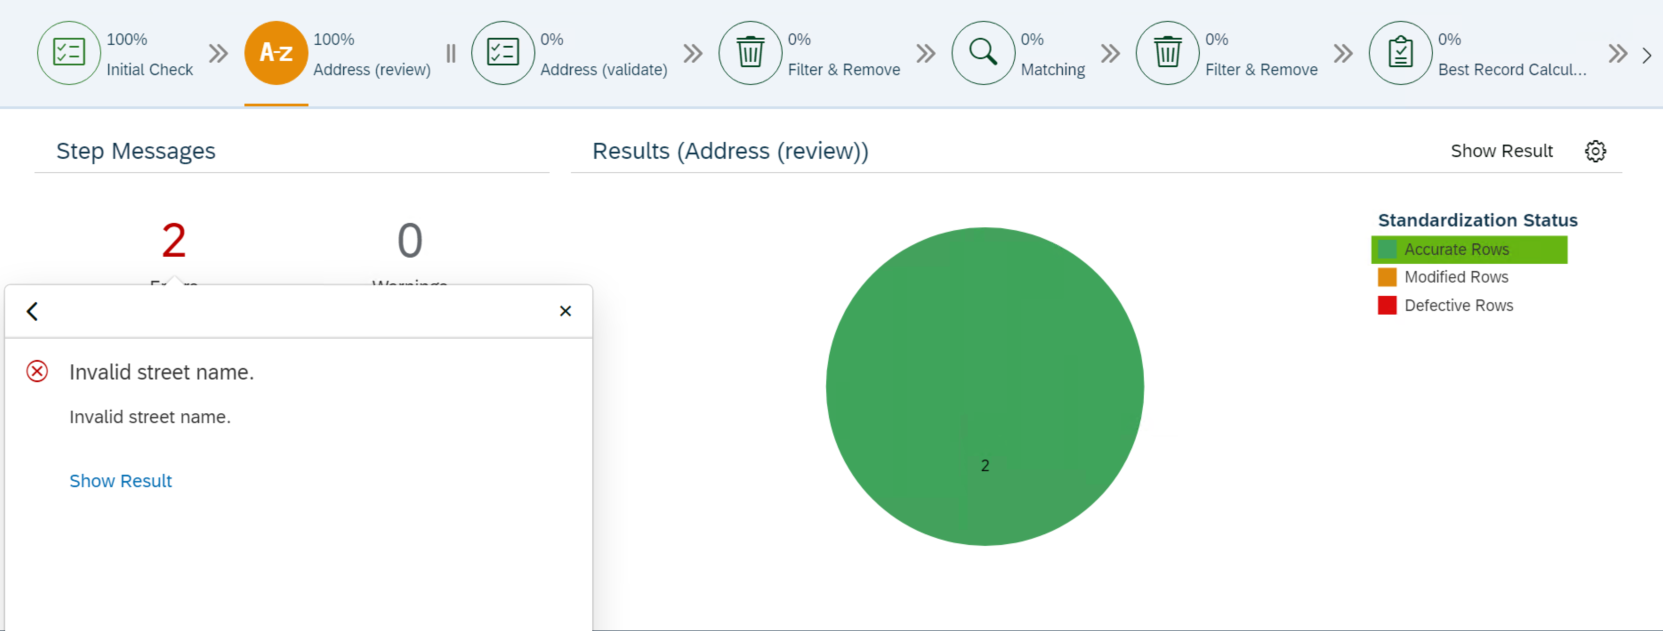 100%
Initial Check
A-z
100%
Address (review)
0%
Address (validate)
0%
Filter & Remove
0%
Matching
0%
Filter & Remove
0%
Best Record Calcul...
Step Messages
Results (Address (review))
Show Result
2
0
Standardization Status
Accurate Rows
Modified Rows
Defective Rows
Invalid street name.
Invalid street name.
Show Result
2